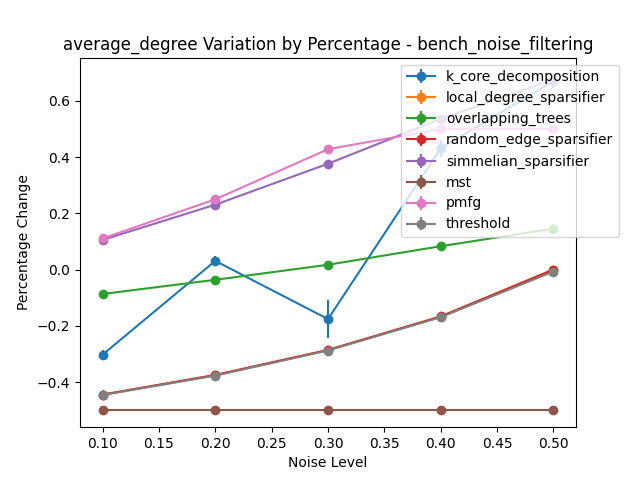 average_degree Variation by Percentage - bench_noise_filtering
k_core_decomposition
local_degree_sparsifier
overlapping_trees
random_edge_sparsifier
simmelian_sparsifier
mst
pmfg
threshold
Percentage Change
0.6
0.4
0.2
0.0
−0.2
−0.4
0.10
0.15
0.20
0.25
0.30
0.35
0.40
0.45
0.50
Noise Level